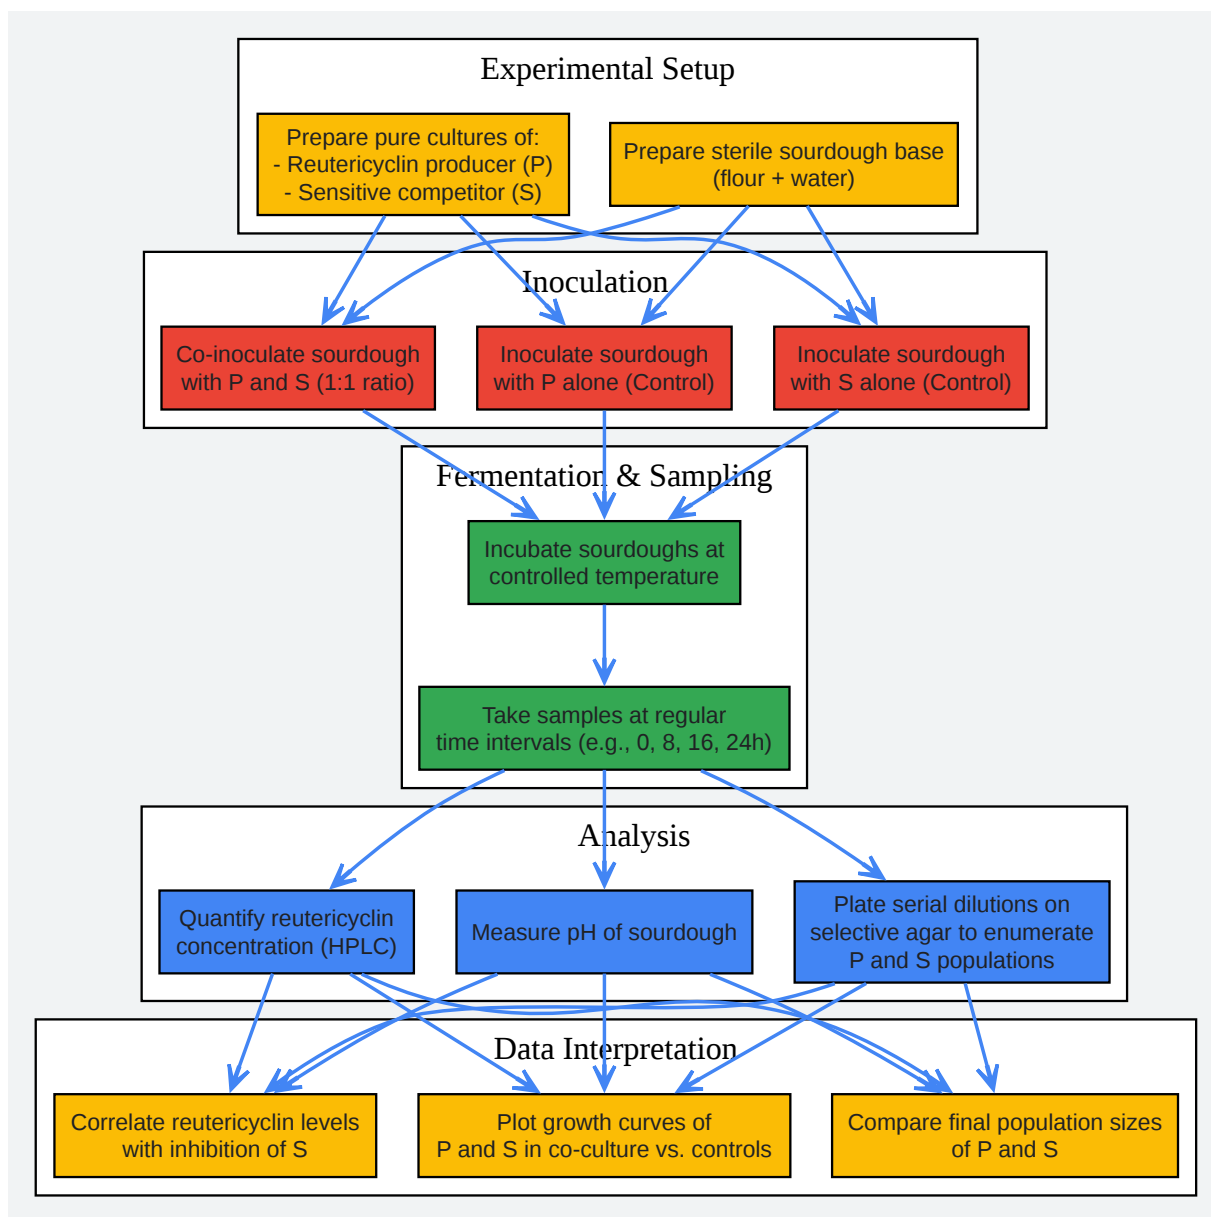 Experimental Setup
Prepare pure cultures of:
- Reutericyclin producer (P)
- Sensitive competitor (S)
Prepare sterile sourdough base
(flour + water)
Inoculation
Co-inoculate sourdough
with P and S (1:1 ratio)
Inoculate sourdough
with P alone (Control)
Inoculate sourdough
with S alone (Control)
Fermentation & Sampling
Incubate sourdoughs at
controlled temperature
Take samples at regular
time intervals (e.g., 0, 8, 16, 24h)
Analysis
Quantify reutericyclin
concentration (HPLC)
Measure pH of sourdough
Plate serial dilutions on
selective agar to enumerate
P and S populations
Data Interpretation
Correlate reutericyclin levels
with inhibition of S
Plot growth curves of
P and S in co-culture vs. controls
Compare final population sizes
of P and S